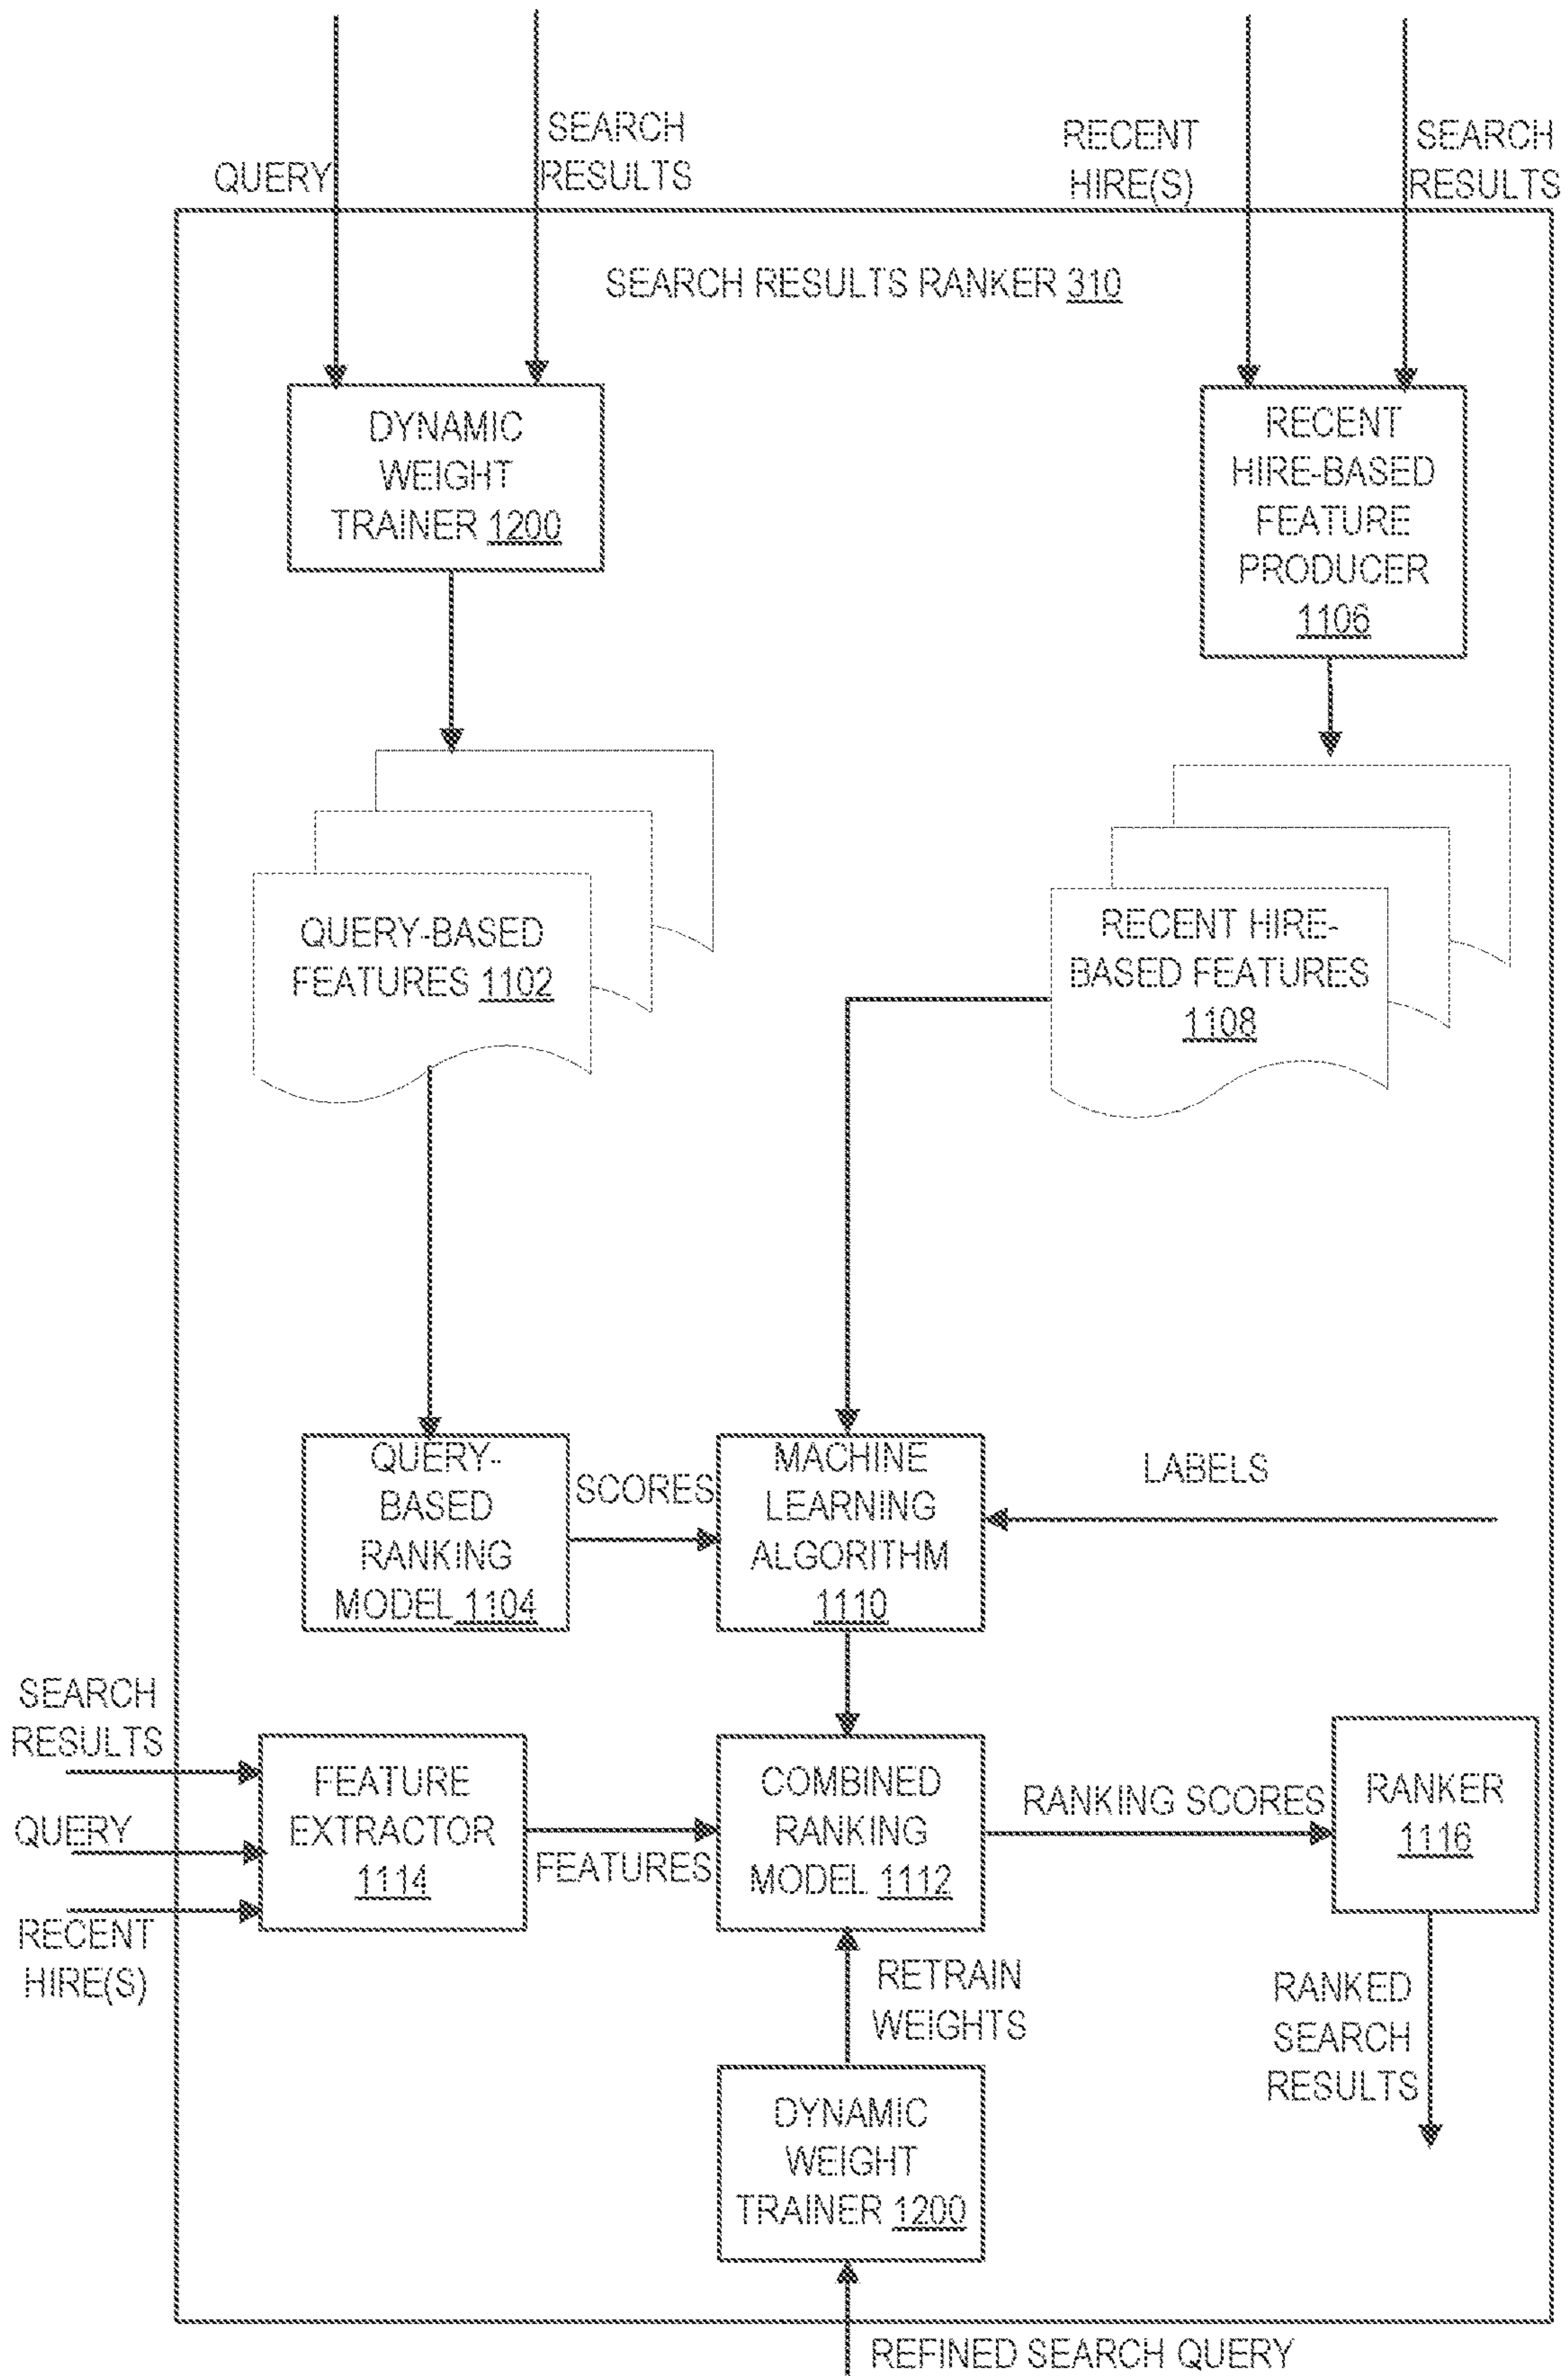 QUERY
SEARCH
RESULTS
RECENT
HIRE(S)
SEARCH
RESULTS
SEARCH RESULTS RANKER 310
DYNAMIC
WEIGHT
TRAINER 1200
RECENT
HIRE-BASED
FEATURE
PRODUCER
1106
QUERY-BASED
FEATURES 1102
RECENT HIRE-
BASED FEATURES
1108
QUERY-
BASED
RANKING
MODEL 1104
SCORES
MACHINE
LEARNING
ALGORITHM
1110
LABELS
SEARCH
RESULTS
QUERY
RECENT
HIRE(S)
FEATURE
EXTRACTOR
1114
FEATURES
COMBINED
RANKING
MODEL 1112
RANKING SCORES
RANKER
1116
RETRAIN
WEIGHTS
RANKED
SEARCH
RESULTS
DYNAMIC
WEIGHT
TRAINER 1200
REFINED SEARCH QUERY